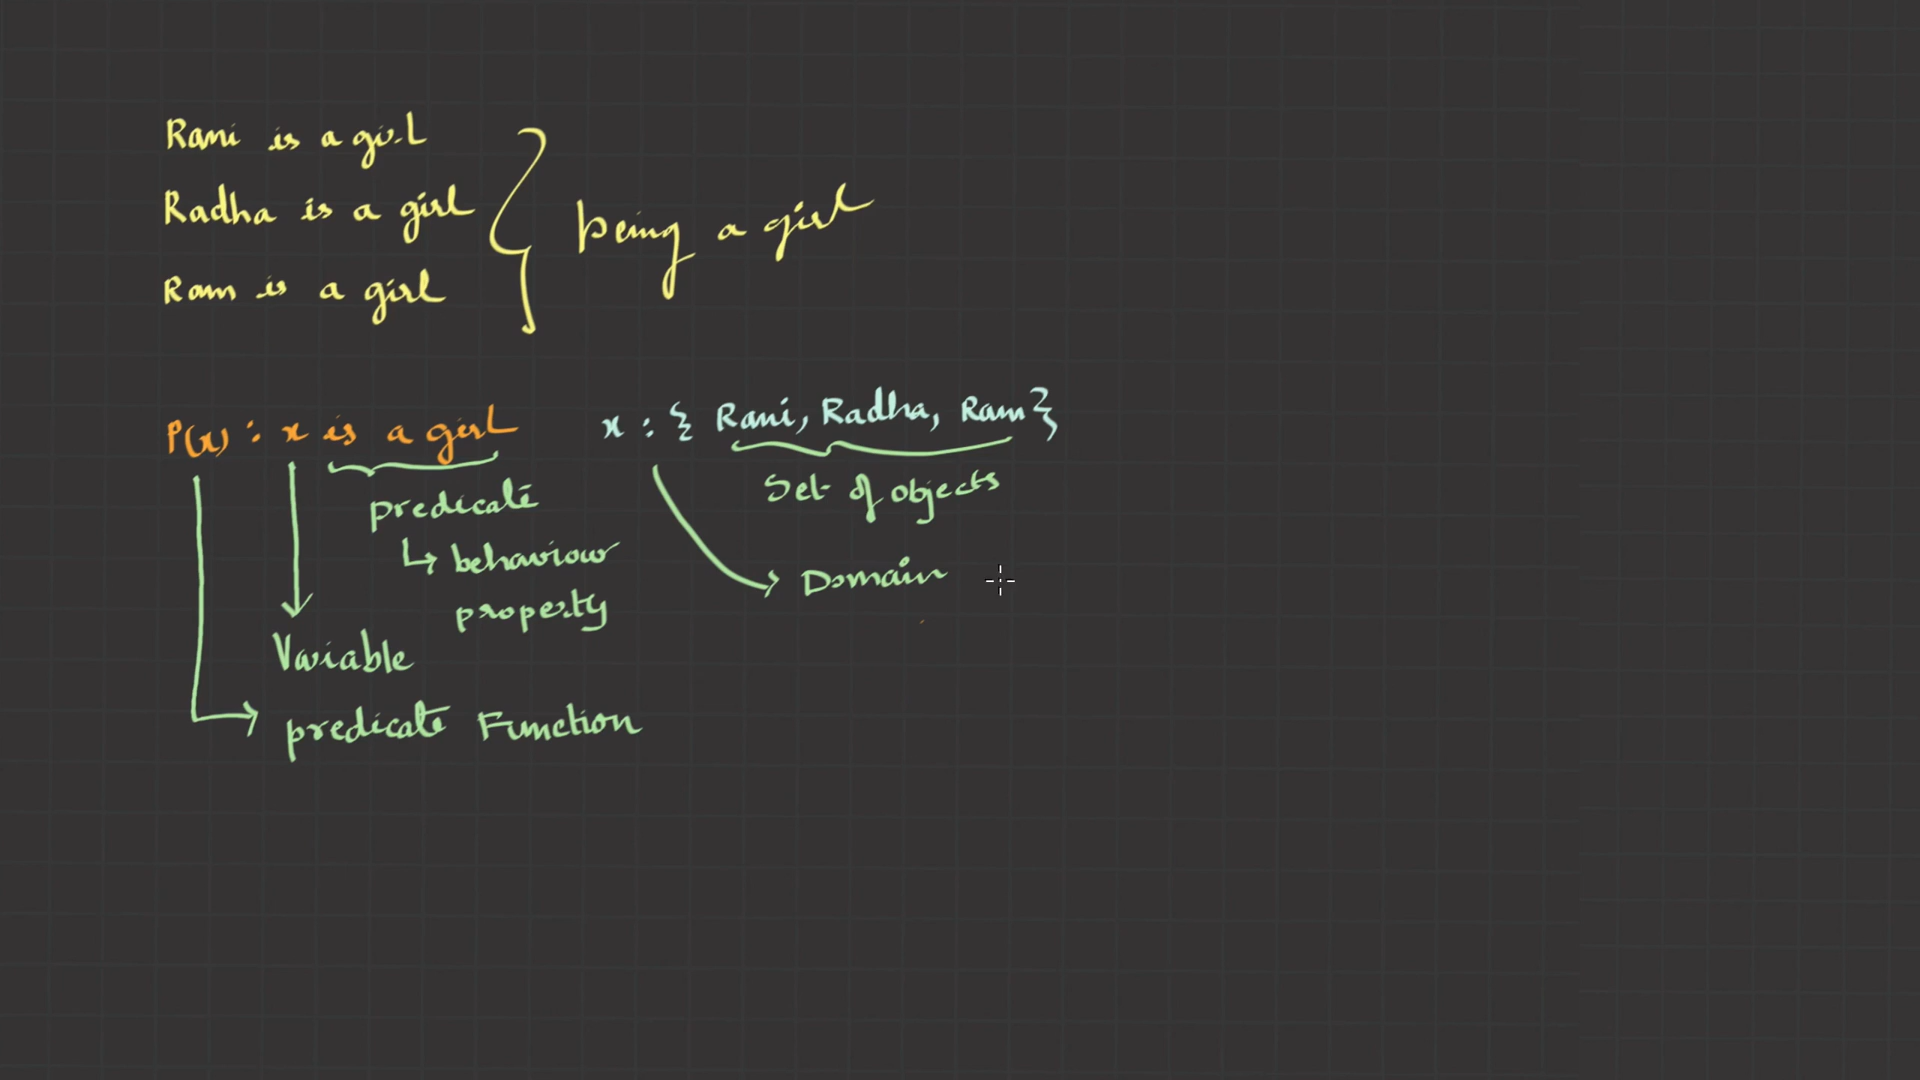 Rani is a girl
Radha is a girl
Ram is a girl
being a girl
P(x) : x is a girl
x : { Rani, Radha, Ram }
predicate
↳ behaviour
property
Set of objects
Domain
Variable
predicate Function